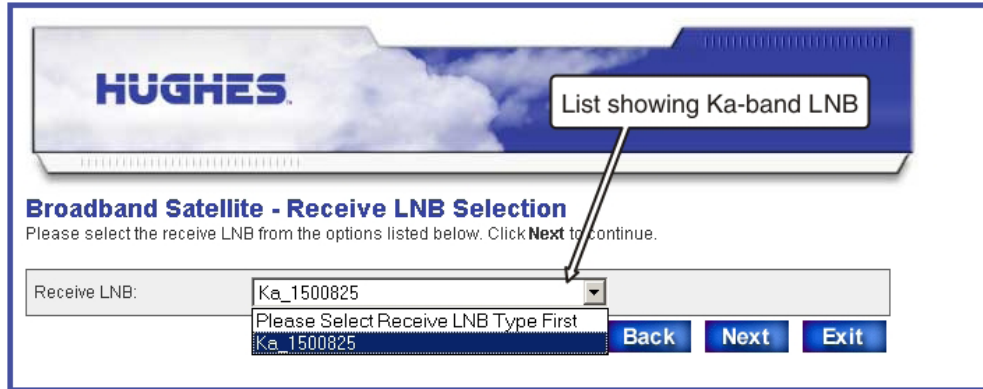 HUGHES.
List showing Ka-band LNB
Broadband Satellite - Receive LNB Selection
Please select the receive LNB from the options listed below. Click Next to continue.
Receive LNB:
Ka_1500825
Please Select Receive LNB Type First
Ka_1500825
Back Next Exit